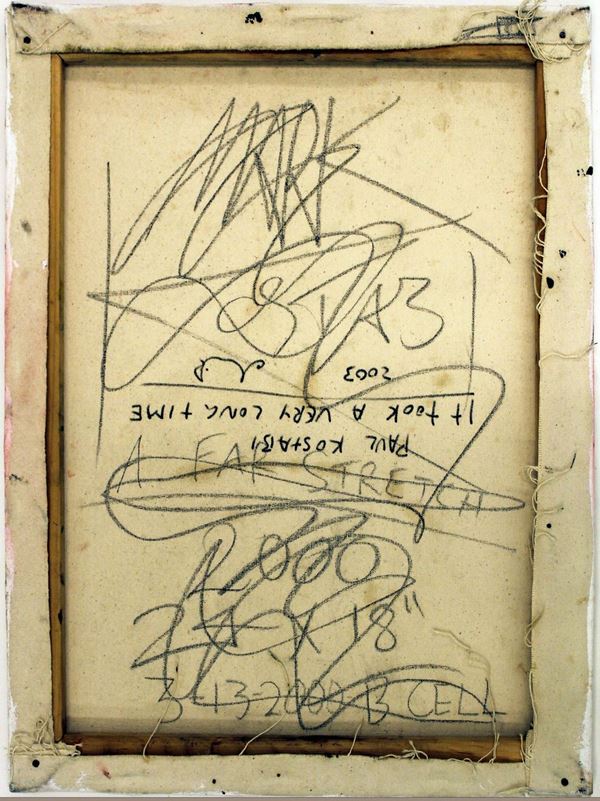 MARK
KOSTABI
PAUL KOSTABI
IT TOOK A VERY LONG TIME
2003
A FAR STRETCH
2000
24 X 18"
3-13-2000 B CELL